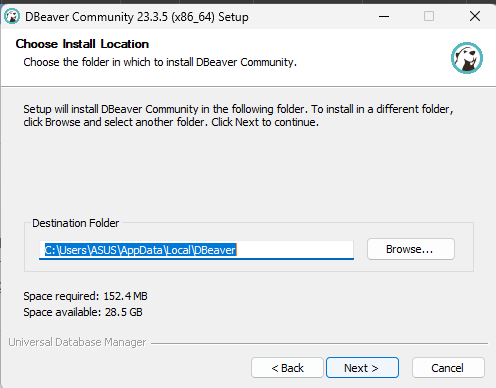 DBeaver Community 23.3.5 (x86_64) Setup
Choose Install Location
Choose the folder in which to install DBeaver Community.
Setup will install DBeaver Community in the following folder. To install in a different folder,
click Browse and select another folder. Click Next to continue.
Destination Folder
C:\Users\ASUS\AppData\Local\DBeaver
Browse...
Space required: 152.4 MB
Space available: 28.5 GB
Universal Database Manager
< Back
Next >
Cancel